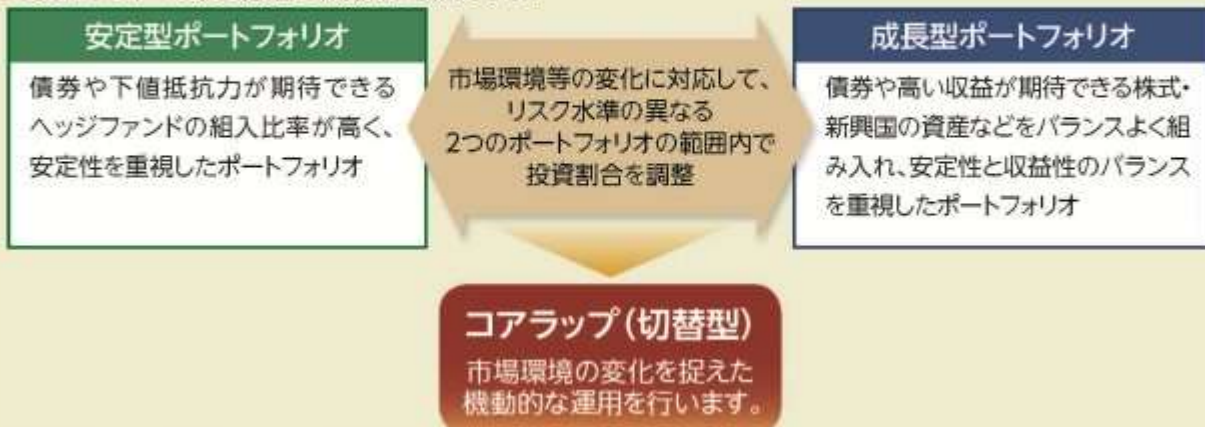 安定型ポートフォリオ
債券や下値抵抗力が期待できる
ヘッジファンドの組入比率が高く、
安定性を重視したポートフォリオ
市場環境等の変化に対応して、
リスク水準の異なる
2つのポートフォリオの範囲内で
投資割合を調整
成長型ポートフォリオ
債券や高い収益が期待できる株式・
新興国の資産などをバランスよく組
み入れ、安定性と収益性のバランス
を重視したポートフォリオ
コアラップ(切替型)
市場環境の変化を捉えた
機動的な運用を行います。